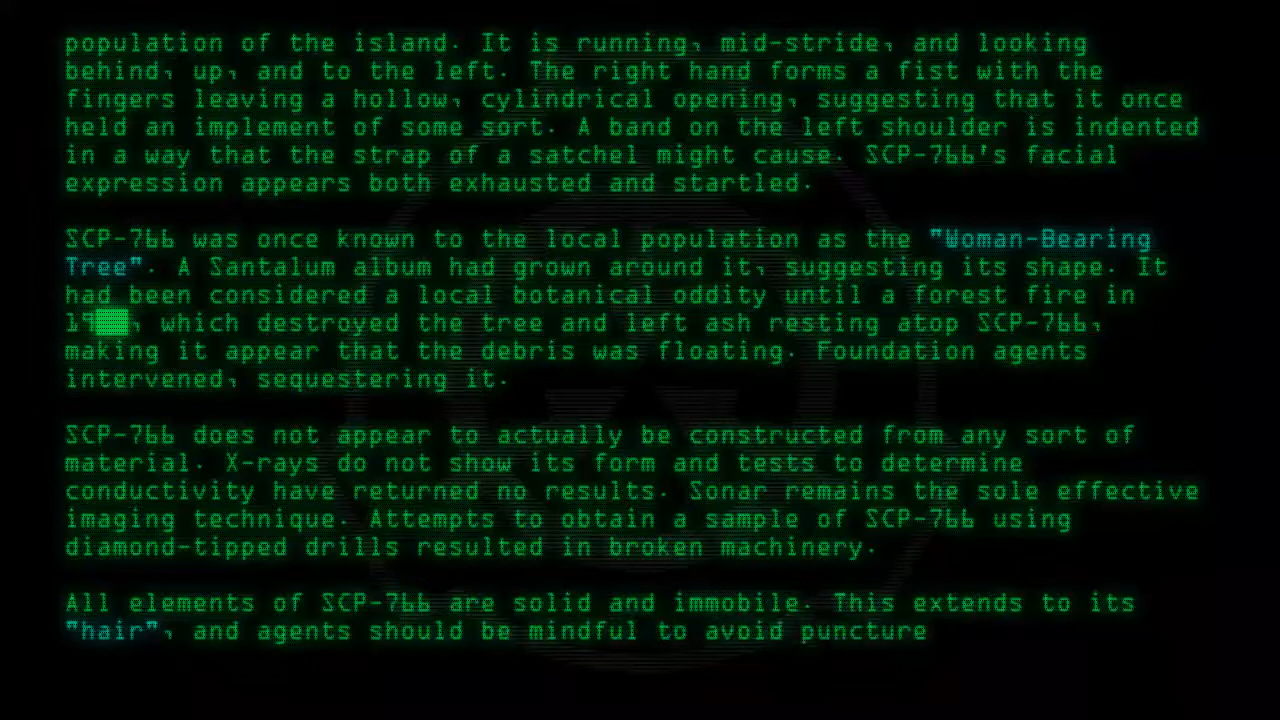 population of the island. It is running, mid-stride, and looking
behind, up, and to the left. The right hand forms a fist with the
fingers leaving a hollow, cylindrical opening, suggesting that it once
held an implement of some sort. A band on the left shoulder is indented
in a way that the strap of a satchel might cause. SCP-766's facial
expression appears both exhausted and startled.
SCP-766 was once known to the local population as the "Woman-Bearing
Tree". A Santalum album had grown around it, suggesting its shape. It
had been considered a local botanical oddity until a forest fire in
19██, which destroyed the tree and left ash resting atop SCP-766,
making it appear that the debris was floating. Foundation agents
intervened, sequestering it.
SCP-766 does not appear to actually be constructed from any sort of
material. X-rays do not show its form and tests to determine
conductivity have returned no results. Sonar remains the sole effective
imaging technique. Attempts to obtain a sample of SCP-766 using
diamond-tipped drills resulted in broken machinery.
All elements of SCP-766 are solid and immobile. This extends to its
"hair", and agents should be mindful to avoid puncture